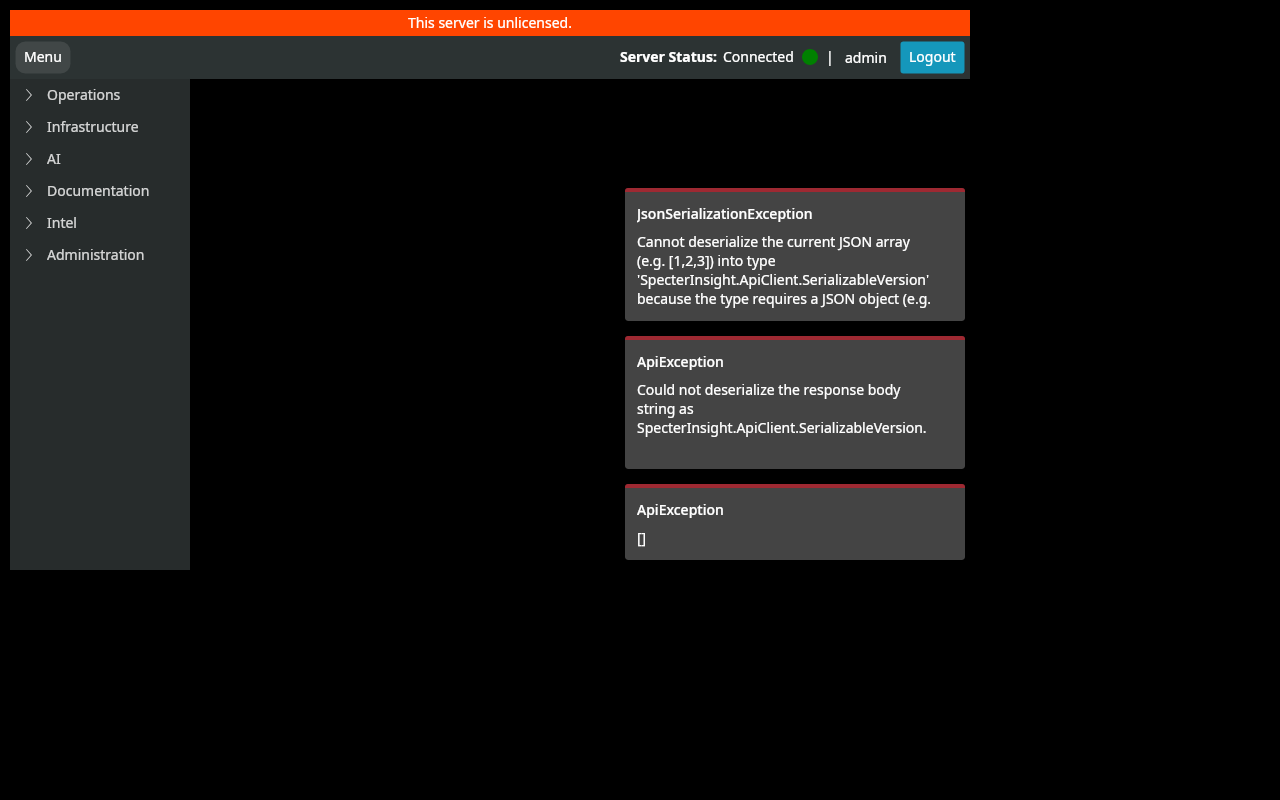 This server is unlicensed.
Menu
Server Status: Connected | admin Logout
Operations
Infrastructure
AI
Documentation
Intel
Administration
JsonSerializationException
Cannot deserialize the current JSON array
(e.g. [1,2,3]) into type
'SpecterInsight.ApiClient.SerializableVersion'
because the type requires a JSON object (e.g.
ApiException
Could not deserialize the response body
string as
SpecterInsight.ApiClient.SerializableVersion.
ApiException
[]